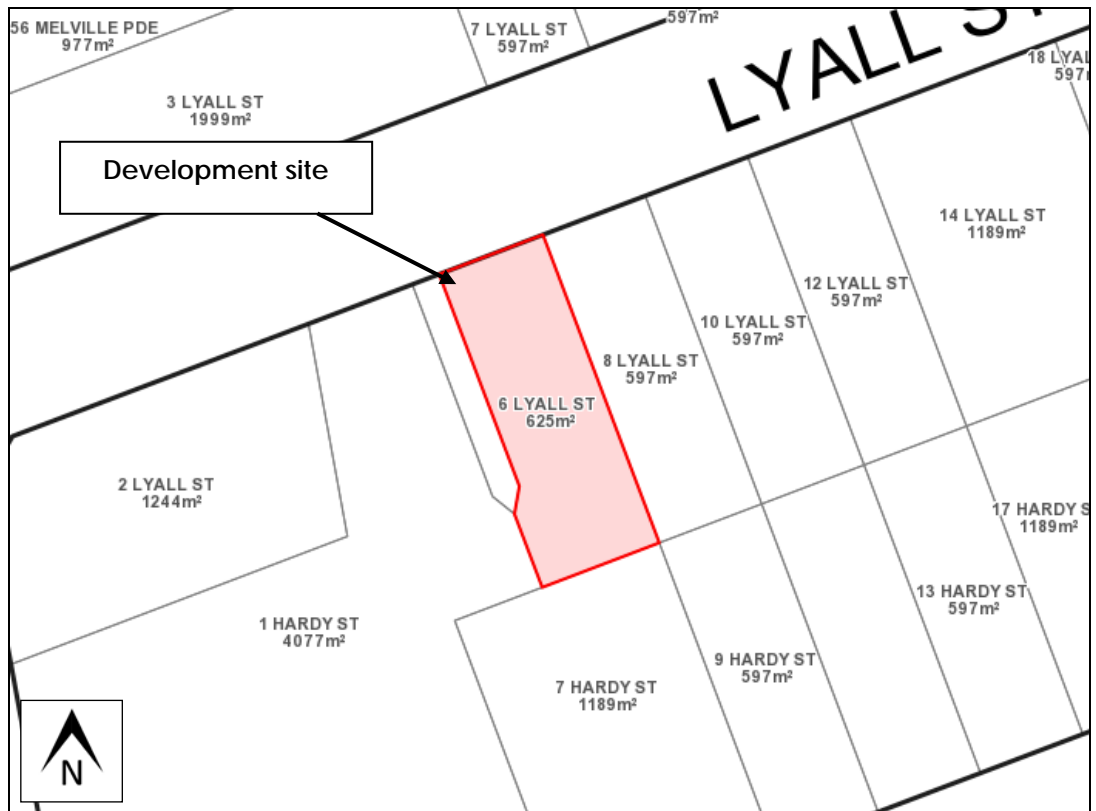 56 MELVILLE PDE
977m²
7 LYALL ST
597m²
597m²
LYALL ST
18 LYAL
597
3 LYALL ST
1999m²
Development site
14 LYALL ST
1189m²
12 LYALL ST
597m²
10 LYALL ST
597m²
8 LYALL ST
597m²
6 LYALL ST
625m²
2 LYALL ST
1244m²
17 HARDY S
1189m²
13 HARDY ST
597m²
1 HARDY ST
4077m²
9 HARDY ST
597m²
7 HARDY ST
1189m²
N